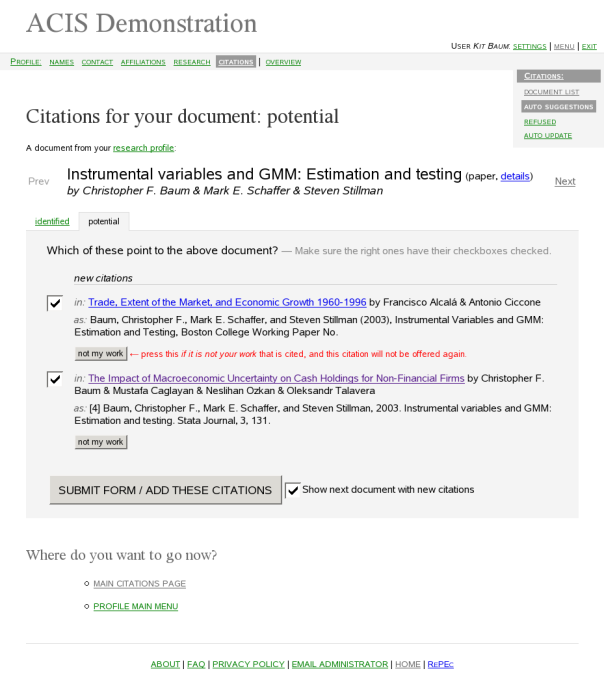 ACIS Demonstration
USER KIT BAUM: SETTINGS | MENU | EXIT
PROFILE: NAMES CONTACT AFFILIATIONS RESEARCH CITATIONS | OVERVIEW
CITATIONS:
DOCUMENT LIST
AUTO SUGGESTIONS
REFUSED
AUTO UPDATE
Citations for your document: potential
A document from your research profile:
Prev Instrumental variables and GMM: Estimation and testing (paper, details) Next
by Christopher F. Baum & Mark E. Schaffer & Steven Stillman
identified potential
Which of these point to the above document? — Make sure the right ones have their checkboxes checked.
new citations
in: Trade, Extent of the Market, and Economic Growth 1960-1996 by Francisco Alcalá & Antonio Ciccone
as: Baum, Christopher F., Mark E. Schaffer, and Steven Stillman (2003), Instrumental Variables and GMM:
Estimation and Testing, Boston College Working Paper No.
not my work ← press this if it is not your work that is cited, and this citation will not be offered again.
in: The Impact of Macroeconomic Uncertainty on Cash Holdings for Non-Financial Firms by Christopher F.
Baum & Mustafa Caglayan & Neslihan Ozkan & Oleksandr Talavera
as: [4] Baum, Christopher F., Mark E. Schaffer, and Steven Stillman, 2003. Instrumental variables and GMM:
Estimation and testing. Stata Journal, 3, 131.
not my work
SUBMIT FORM / ADD THESE CITATIONS Show next document with new citations
Where do you want to go now?
MAIN CITATIONS PAGE
PROFILE MAIN MENU
ABOUT | FAQ | PRIVACY POLICY | EMAIL ADMINISTRATOR | HOME | REPEC